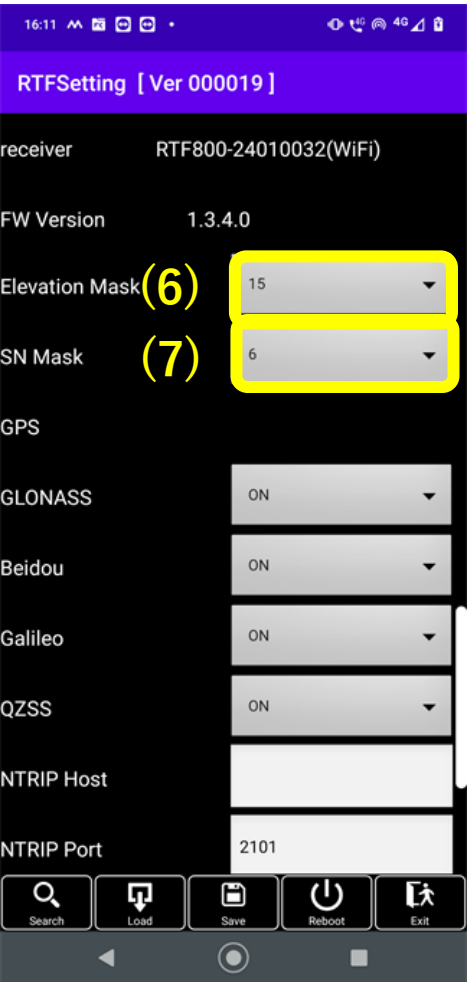 16:11 4G 4G
RTFSetting [ Ver 000019 ]
receiver RTF800-24010032(WiFi)
FW Version 1.3.4.0
Elevation Mask (6) 15
SN Mask (7) 6
GPS
GLONASS ON
Beidou ON
Galileo ON
QZSS ON
NTRIP Host
NTRIP Port 2101
Search Load Save Reboot Exit